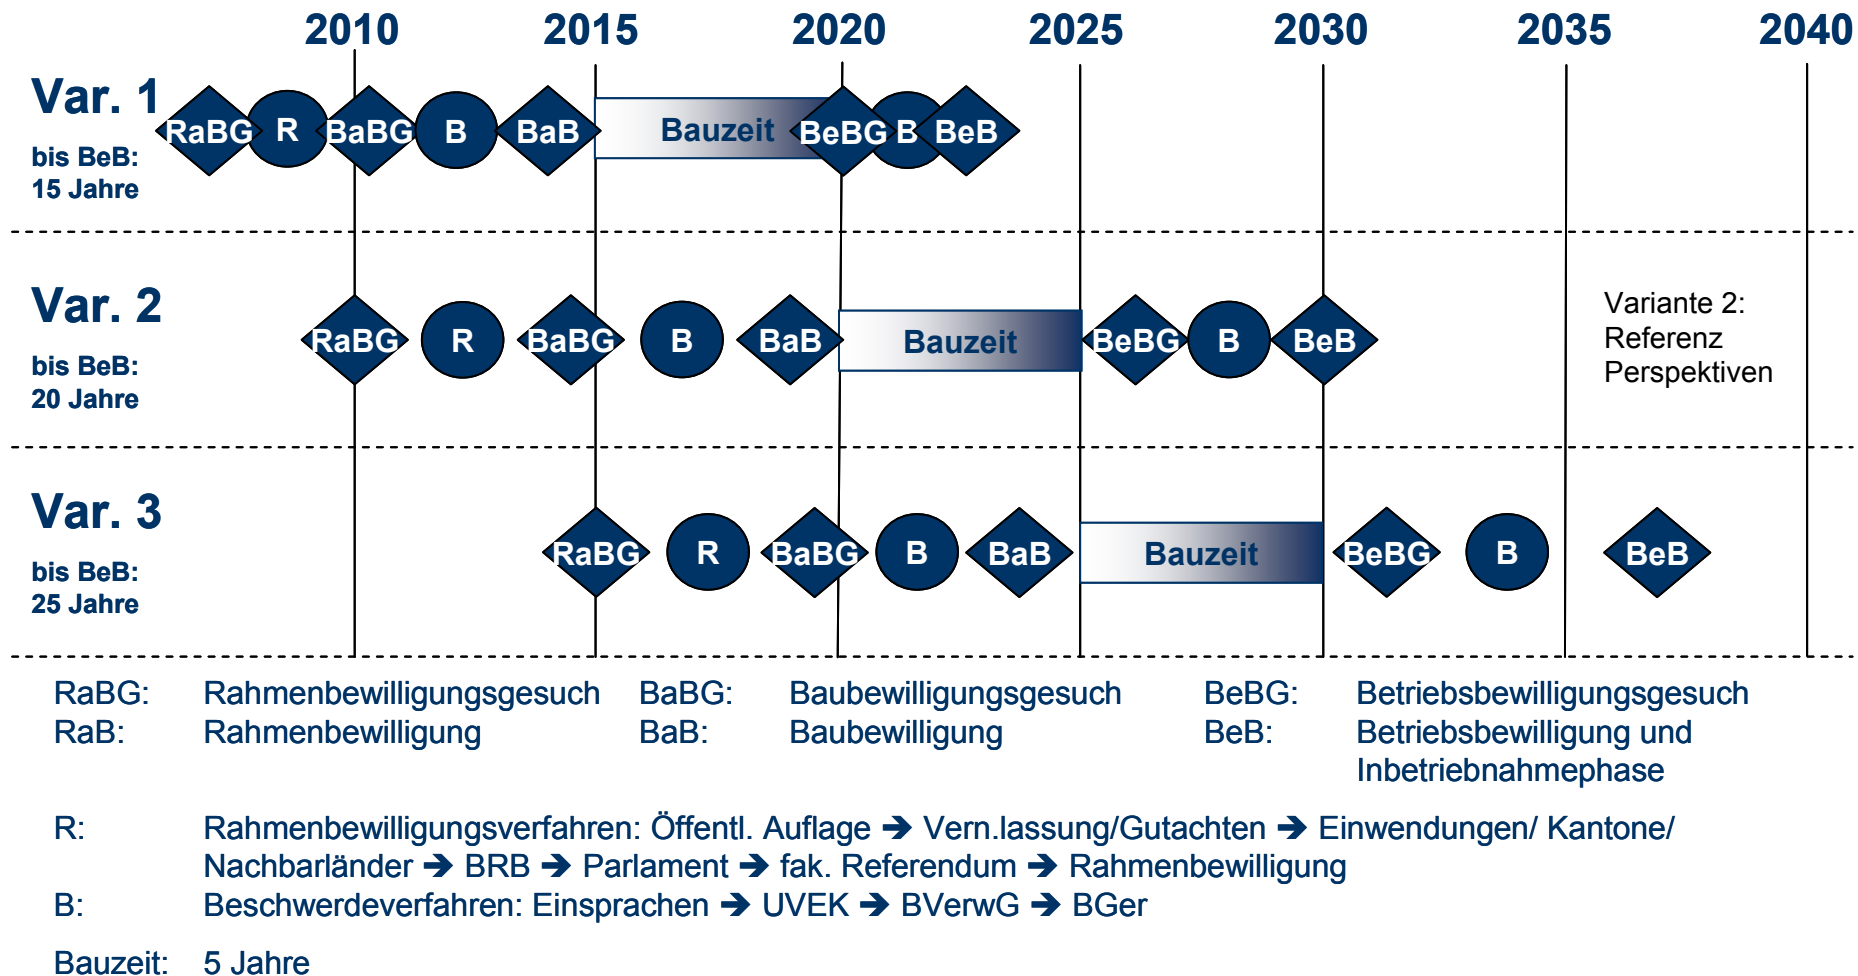 2010 2015 2020 2025 2030 2035 2040
Var. 1
bis BeB:
15 Jahre
RaBG R BaBG B BaB Bauzeit BeBG B BeB
Var. 2
bis BeB:
20 Jahre
RaBG R BaBG B BaB Bauzeit BeBG B BeB
Variante 2:
Referenz
Perspektiven
Var. 3
bis BeB:
25 Jahre
RaBG R BaBG B BaB Bauzeit BeBG B BeB
RaBG: Rahmenbewilligungsgesuch BaBG: Baubewilligungsgesuch BeBG: Betriebsbewilligungsgesuch
RaB: Rahmenbewilligung BaB: Baubewilligung BeB: Betriebsbewilligung und
Inbetriebnahmephase
R: Rahmenbewilligungsverfahren: Öffentl. Auflage ➔ Vern.lassung/Gutachten ➔ Einwendungen/ Kantone/
Nachbarländer ➔ BRB ➔ Parlament ➔ fak. Referendum ➔ Rahmenbewilligung
B: Beschwerdeverfahren: Einsprachen ➔ UVEK ➔ BVerwG ➔ BGer
Bauzeit: 5 Jahre